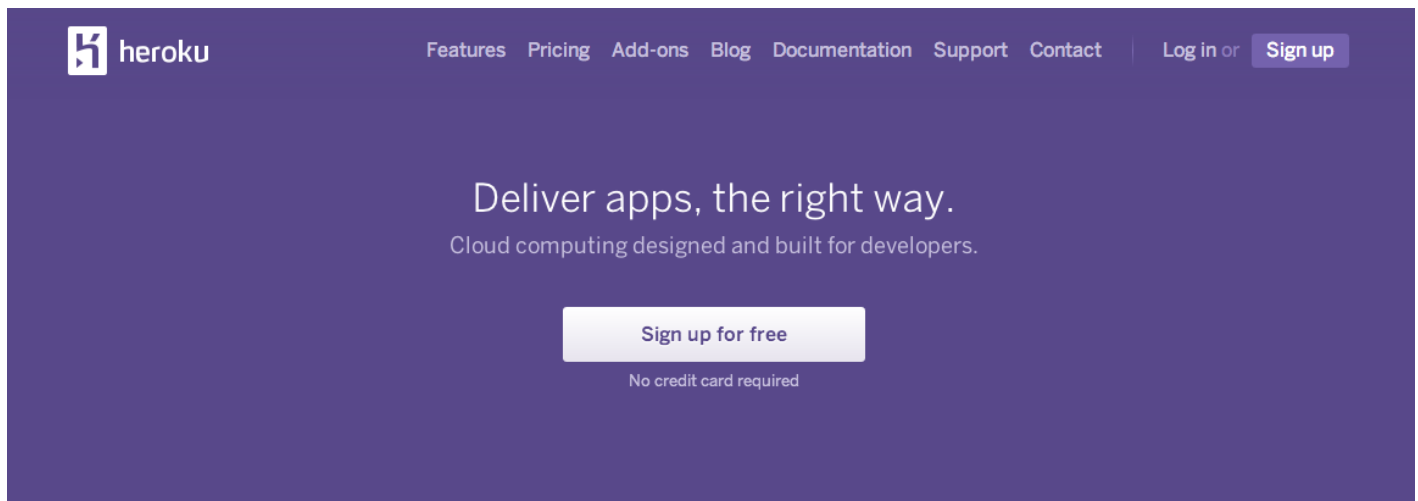 heroku Features Pricing Add-ons Blog Documentation Support Contact Log in or Sign up
Deliver apps, the right way.
Cloud computing designed and built for developers.
Sign up for free
No credit card required